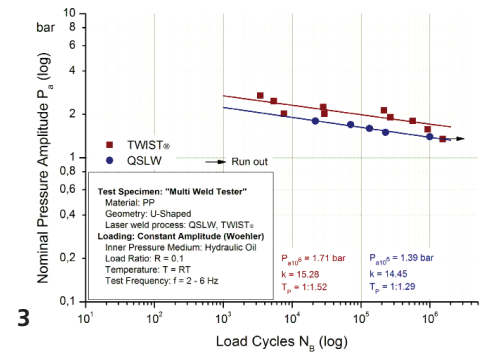 bar
Nominal Pressure Amplitude Pa (log)
10
8
6
4
2
1
0,8
0,6
0,4
0,2
0,1
TWIST®
QSLW
Run out
Test Specimen: "Multi Weld Tester"
Material: PP
Geometry: U-Shaped
Laser weld process: QSLW, TWIST®
Loading: Constant Amplitude (Woehler)
Inner Pressure Medium: Hydraulic Oil
Load Ratio: R = 0.1
Temperature: T = RT
Test Frequency: f = 2 - 6 Hz
Pa10⁶ = 1.71 bar
k = 15.28
TP = 1:1.52
Pa10⁶ = 1.39 bar
k = 14.45
TP = 1:1.29
10¹ 10² 10³ 10⁴ 10⁵ 10⁶
Load Cycles NB (log)
3